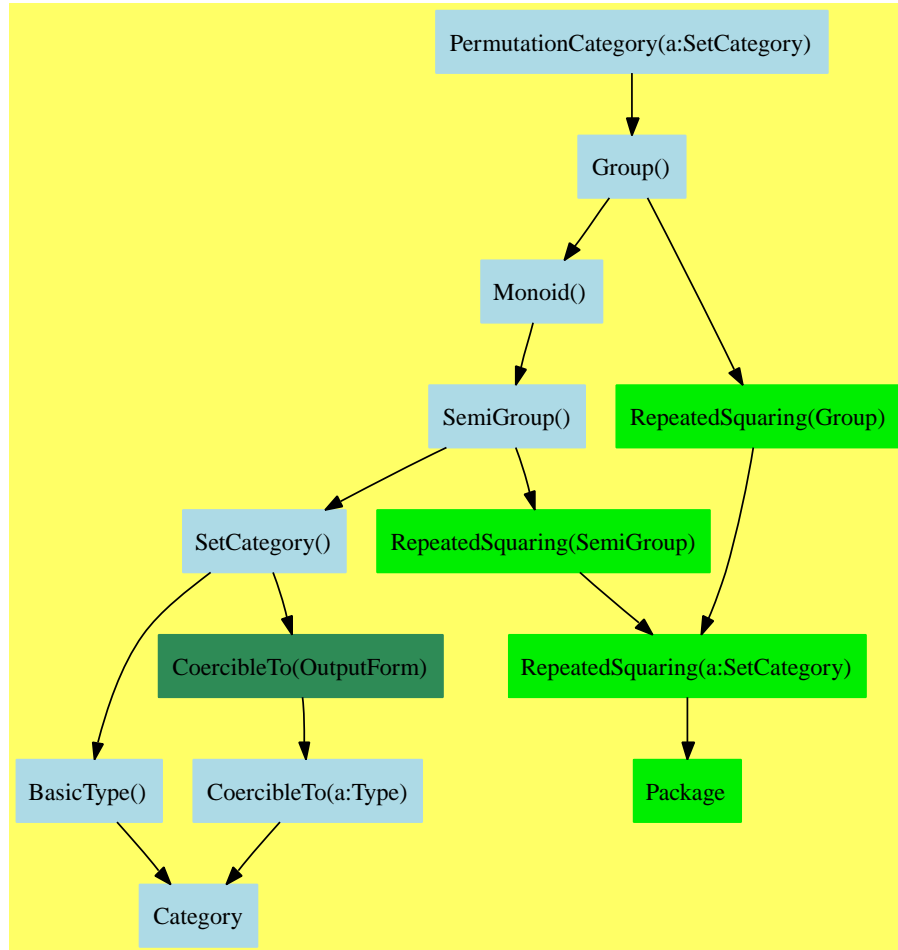 PermutationCategory(a:SetCategory)
Group()
Monoid()
SemiGroup()
RepeatedSquaring(Group)
SetCategory()
RepeatedSquaring(SemiGroup)
CoercibleTo(OutputForm)
RepeatedSquaring(a:SetCategory)
BasicType()
CoercibleTo(a:Type)
Package
Category